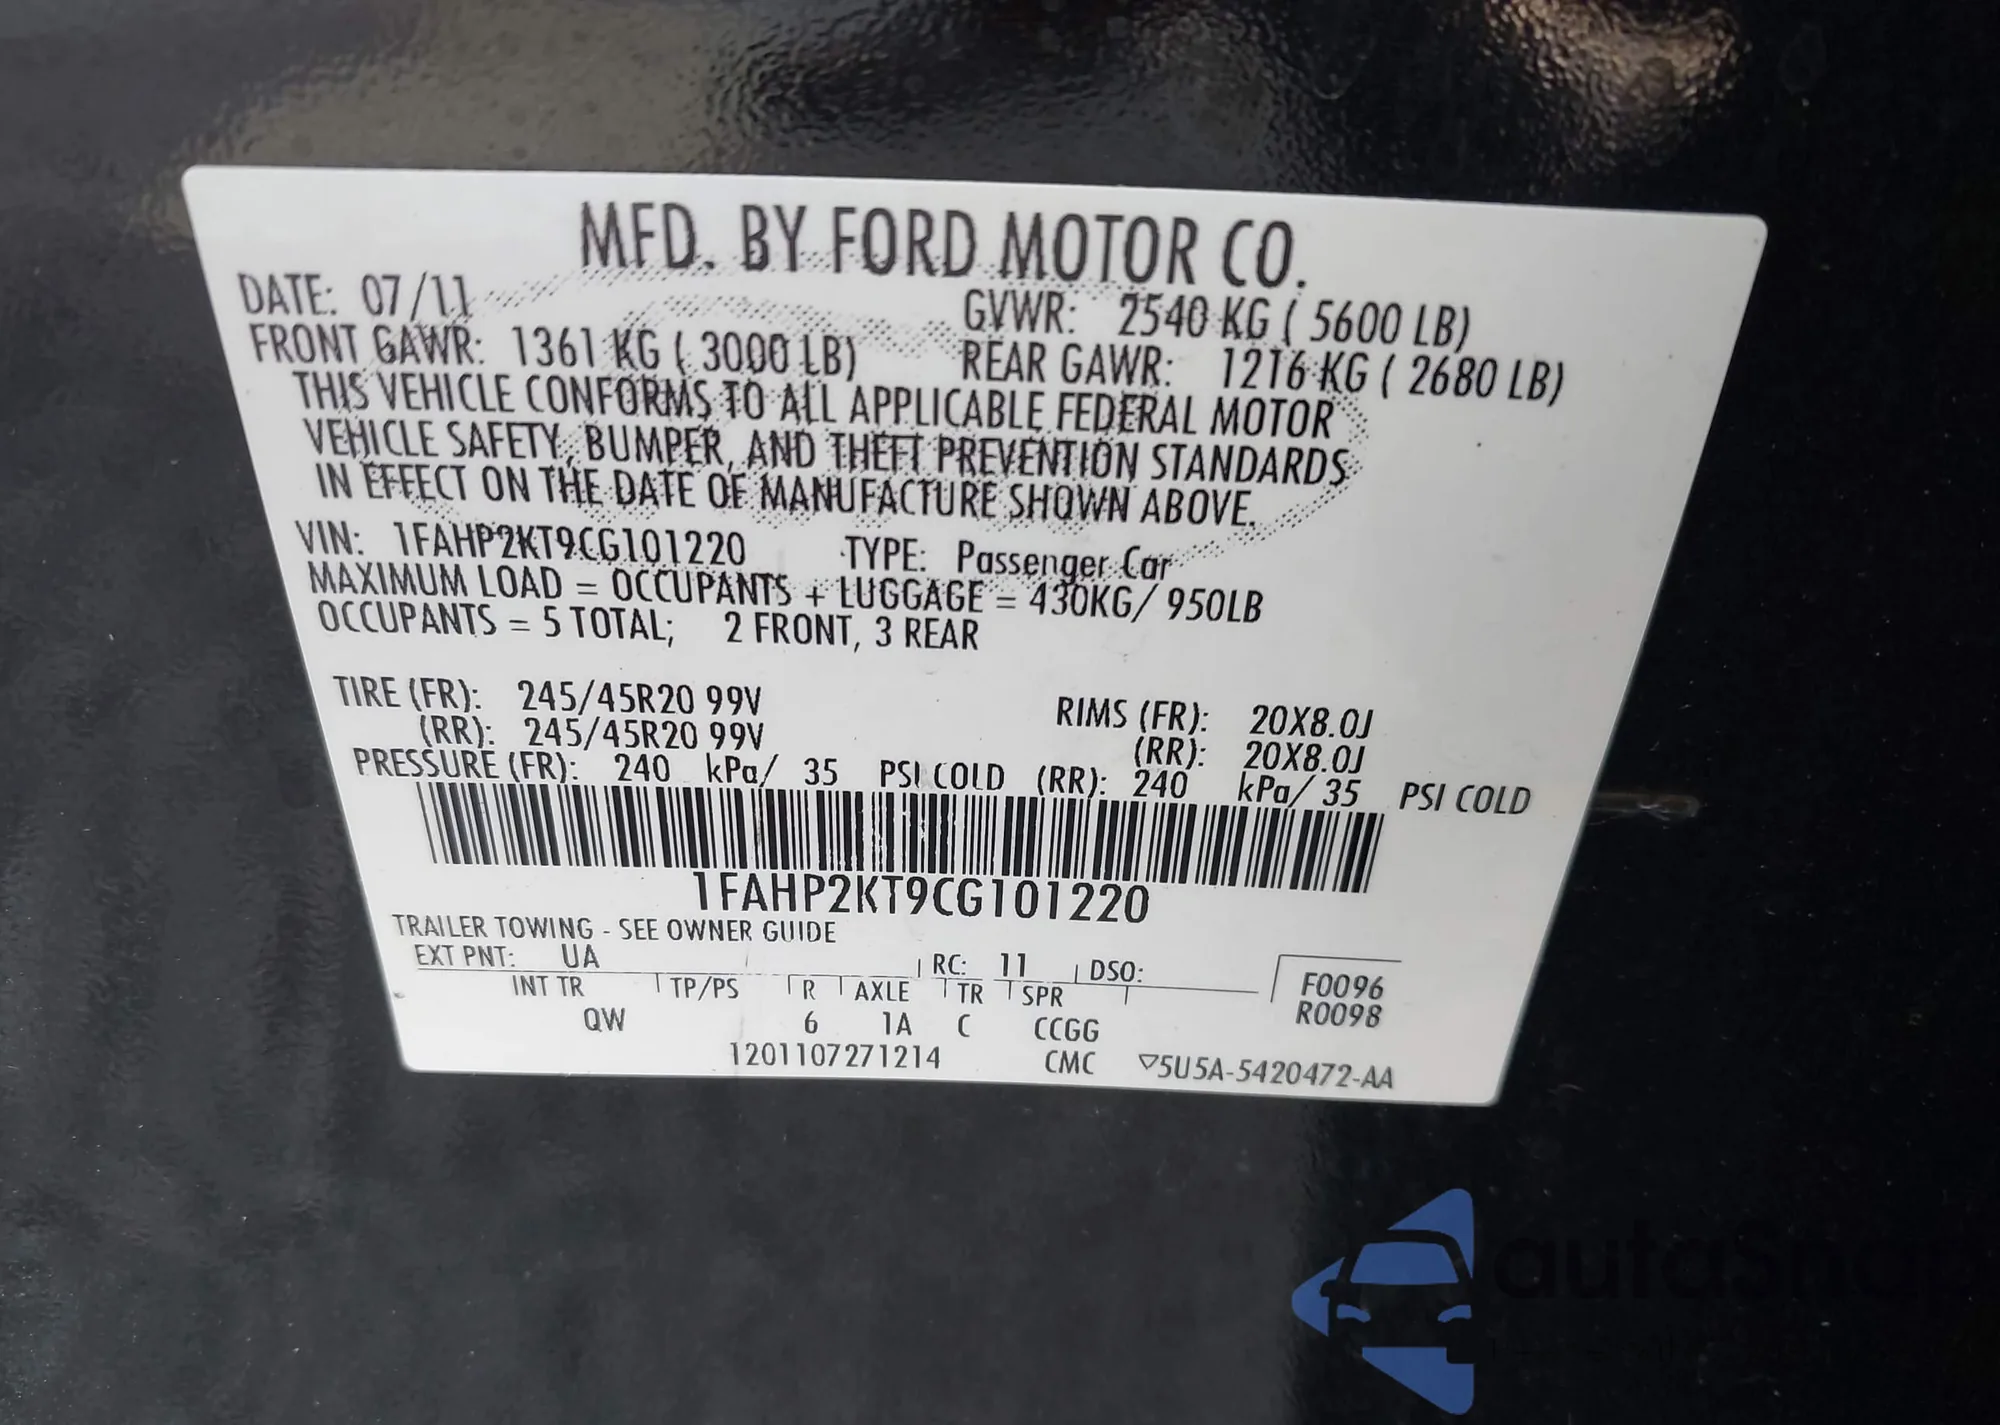 MFD. BY FORD MOTOR CO.
DATE: 07/11 GVWR: 2540 KG ( 5600 LB)
FRONT GAWR: 1361 KG ( 3000 LB) REAR GAWR: 1216 KG ( 2680 LB)
THIS VEHICLE CONFORMS TO ALL APPLICABLE FEDERAL MOTOR
VEHICLE SAFETY, BUMPER, AND THEFT PREVENTION STANDARDS
IN EFFECT ON THE DATE OF MANUFACTURE SHOWN ABOVE.
VIN: 1FAHP2KT9CG101220 TYPE: Passenger Car
MAXIMUM LOAD = OCCUPANTS + LUGGAGE = 430KG/ 950LB
OCCUPANTS = 5 TOTAL; 2 FRONT, 3 REAR
TIRE (FR): 245/45R20 99V RIMS (FR): 20X8.0J
(RR): 245/45R20 99V (RR): 20X8.0J
PRESSURE (FR): 240 kPa/ 35 PSI COLD (RR): 240 kPa/ 35 PSI COLD
1FAHP2KT9CG101220
TRAILER TOWING - SEE OWNER GUIDE
EXT PNT: UA RC: 11 DSO: F0096
INT TR TP/PS R AXLE TR SPR R0098
QW 6 1A C CCGG
1201107271214 CMC ▽5U5A-5420472-AA